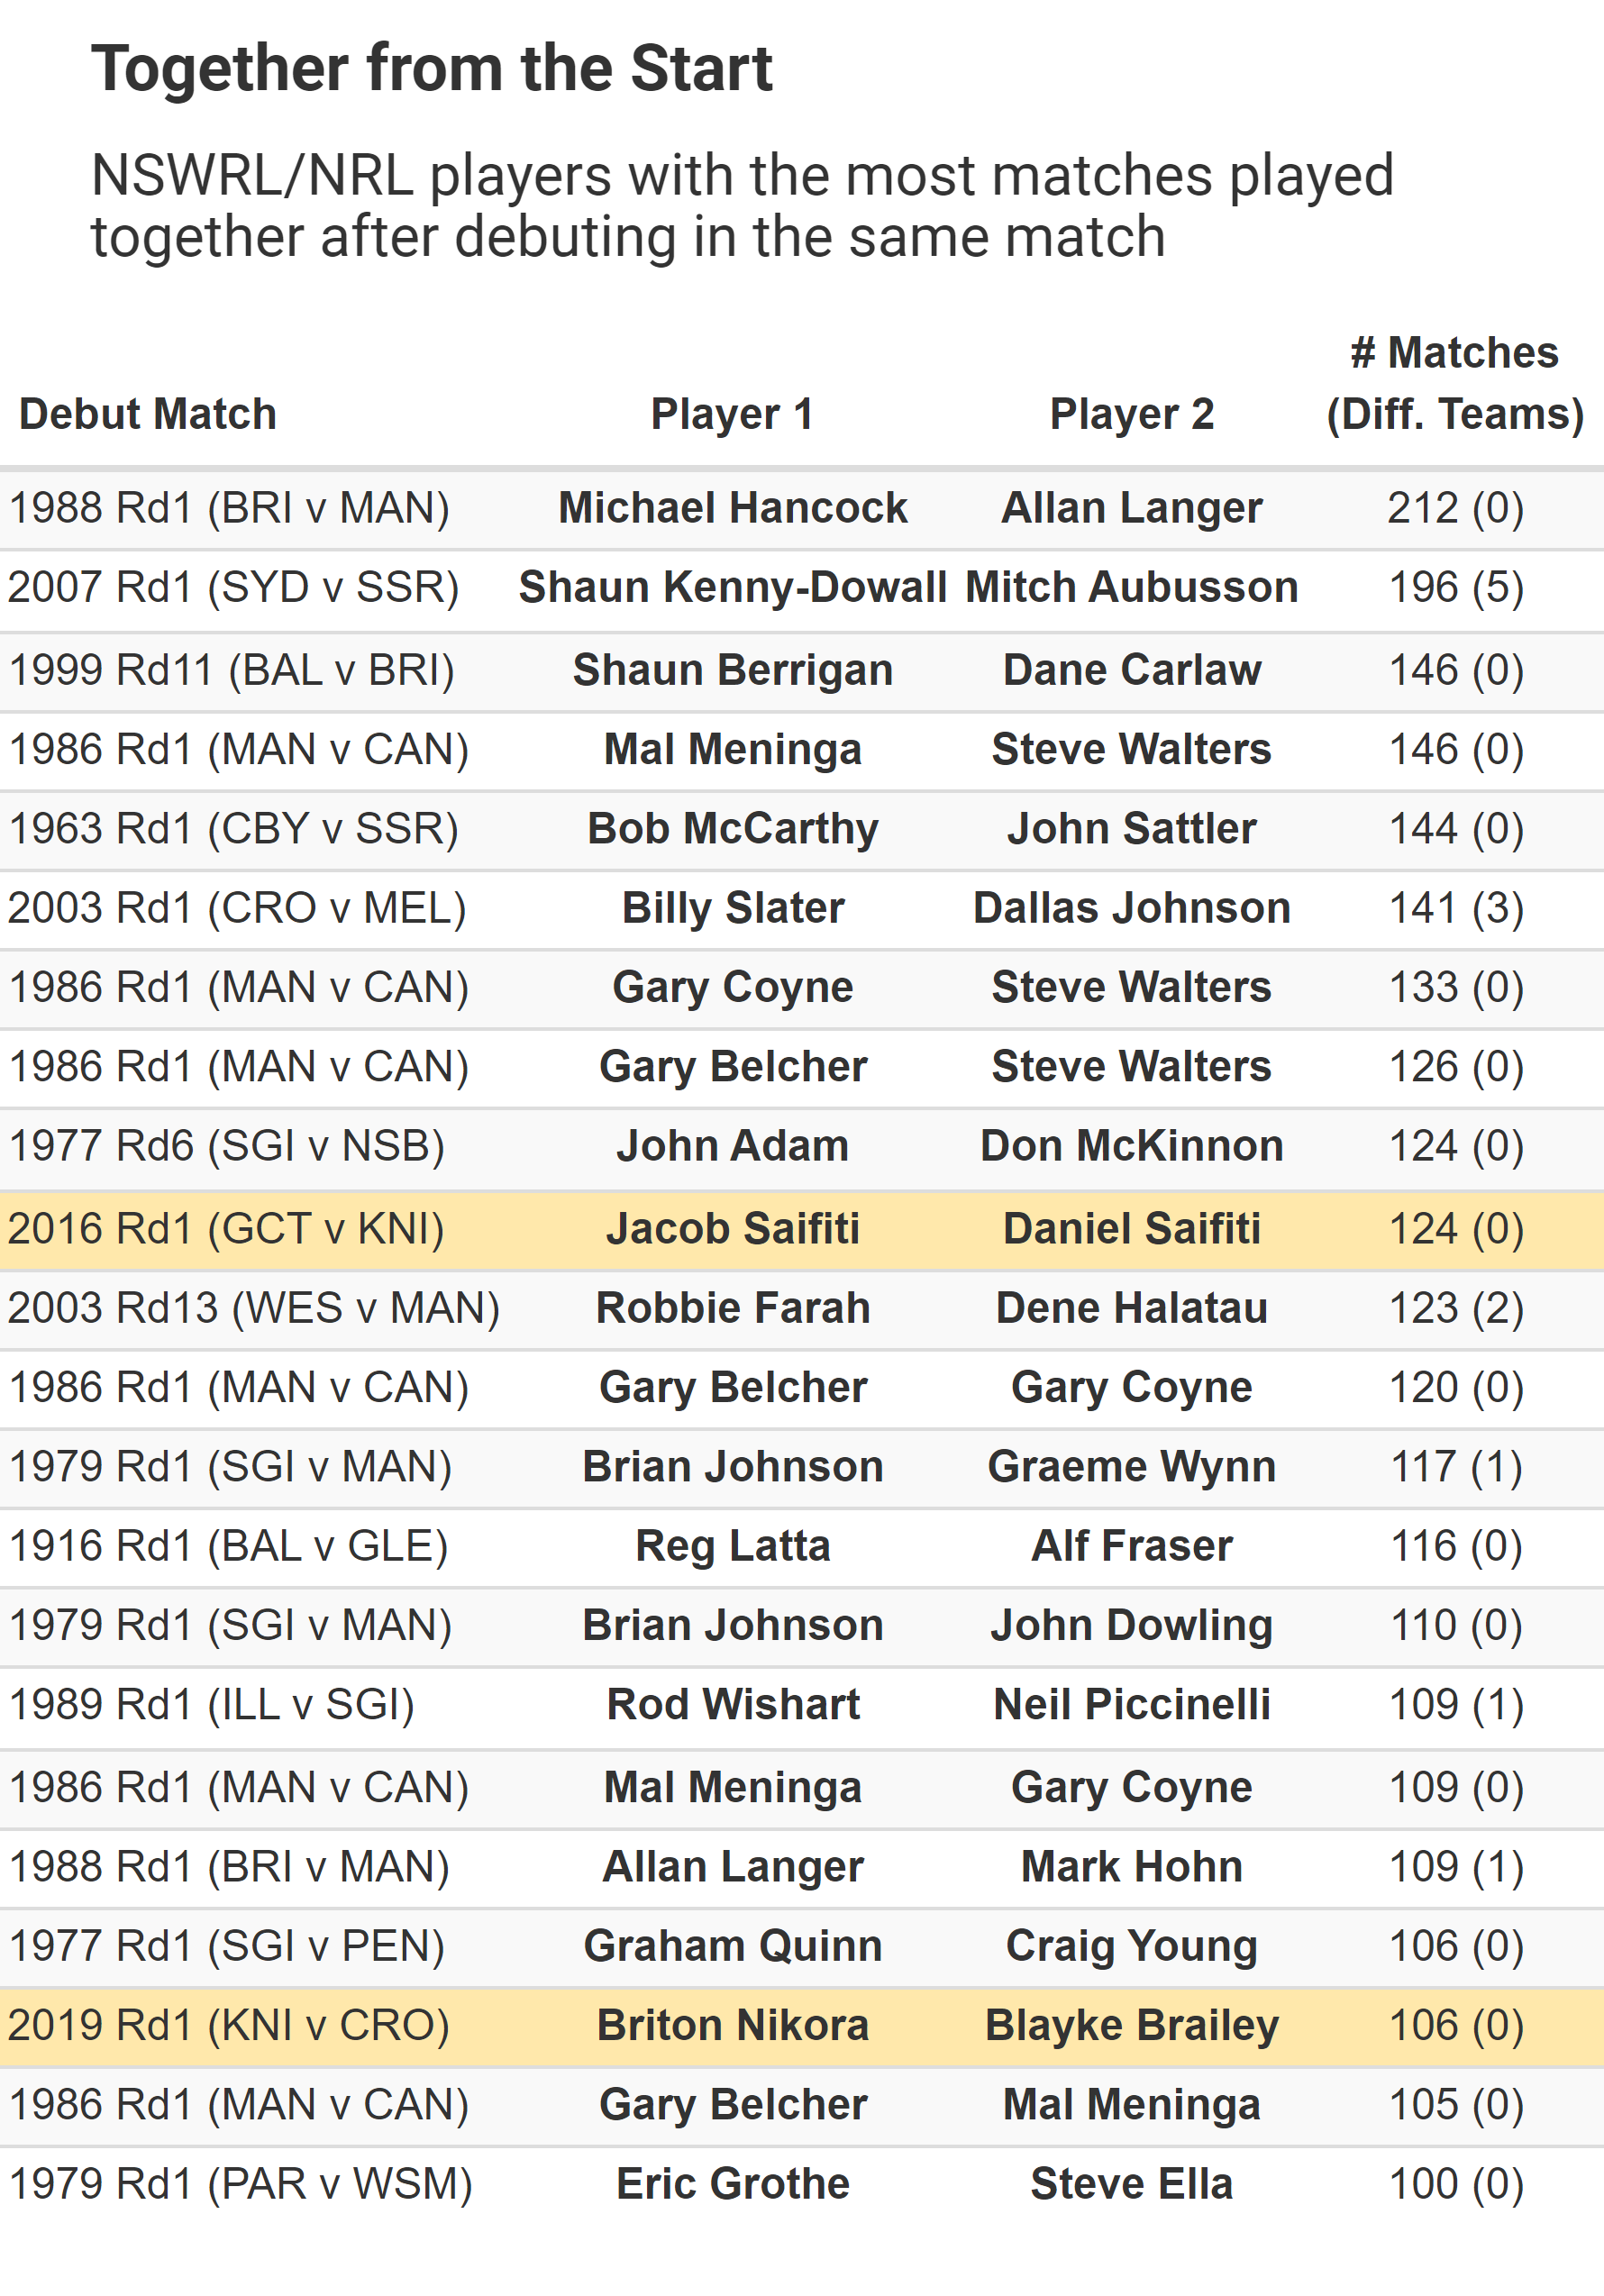 Together from the Start
NSWRL/NRL players with the most matches played
together after debuting in the same match
Debut Match Player 1 Player 2 # Matches (Diff. Teams)
1988 Rd1 (BRI v MAN) Michael Hancock Allan Langer 212 (0)
2007 Rd1 (SYD v SSR) Shaun Kenny-Dowall Mitch Aubusson 196 (5)
1999 Rd11 (BAL v BRI) Shaun Berrigan Dane Carlaw 146 (0)
1986 Rd1 (MAN v CAN) Mal Meninga Steve Walters 146 (0)
1963 Rd1 (CBY v SSR) Bob McCarthy John Sattler 144 (0)
2003 Rd1 (CRO v MEL) Billy Slater Dallas Johnson 141 (3)
1986 Rd1 (MAN v CAN) Gary Coyne Steve Walters 133 (0)
1986 Rd1 (MAN v CAN) Gary Belcher Steve Walters 126 (0)
1977 Rd6 (SGI v NSB) John Adam Don McKinnon 124 (0)
2016 Rd1 (GCT v KNI) Jacob Saifiti Daniel Saifiti 124 (0)
2003 Rd13 (WES v MAN) Robbie Farah Dene Halatau 123 (2)
1986 Rd1 (MAN v CAN) Gary Belcher Gary Coyne 120 (0)
1979 Rd1 (SGI v MAN) Brian Johnson Graeme Wynn 117 (1)
1916 Rd1 (BAL v GLE) Reg Latta Alf Fraser 116 (0)
1979 Rd1 (SGI v MAN) Brian Johnson John Dowling 110 (0)
1989 Rd1 (ILL v SGI) Rod Wishart Neil Piccinelli 109 (1)
1986 Rd1 (MAN v CAN) Mal Meninga Gary Coyne 109 (0)
1988 Rd1 (BRI v MAN) Allan Langer Mark Hohn 109 (1)
1977 Rd1 (SGI v PEN) Graham Quinn Craig Young 106 (0)
2019 Rd1 (KNI v CRO) Briton Nikora Blayke Brailey 106 (0)
1986 Rd1 (MAN v CAN) Gary Belcher Mal Meninga 105 (0)
1979 Rd1 (PAR v WSM) Eric Grothe Steve Ella 100 (0)